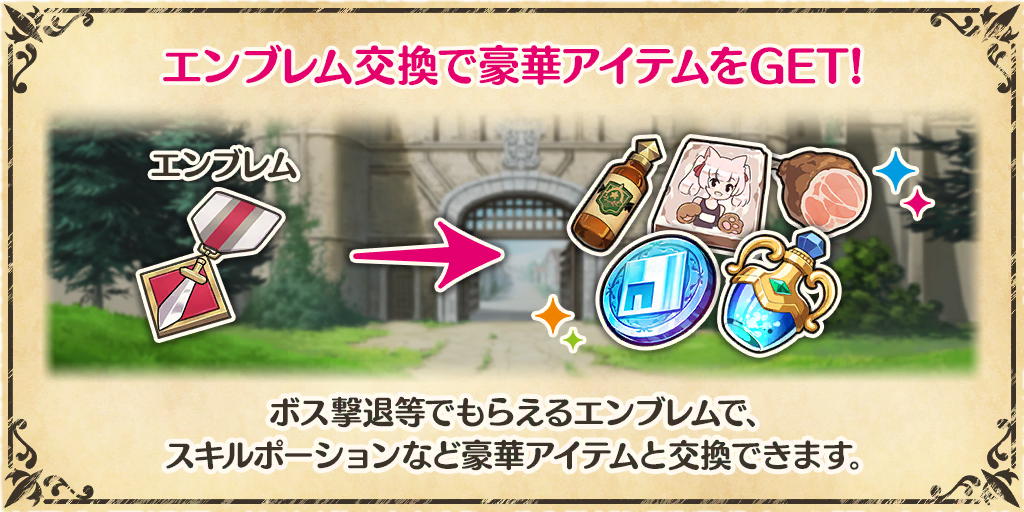 エンブレム交換で豪華アイテムをGET!
エンブレム
ボス撃退等でもらえるエンブレムで、
スキルポーションなど豪華アイテムと交換できます。